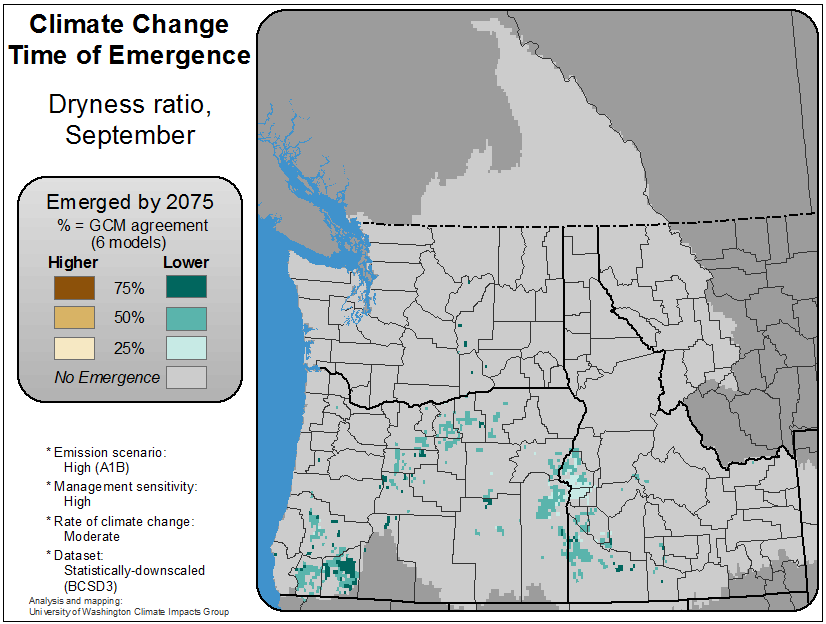 Climate Change
Time of Emergence
Dryness ratio,
September
Emerged by 2075
% = GCM agreement
(6 models)
Higher Lower
75%
50%
25%
No Emergence
* Emission scenario:
High (A1B)
* Management sensitivity:
High
* Rate of climate change:
Moderate
* Dataset:
Statistically-downscaled
(BCSD3)
Analysis and mapping:
University of Washington Climate Impacts Group